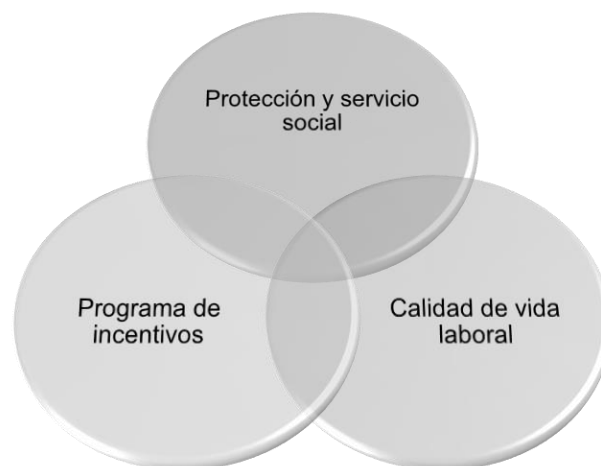 Protección y servicio
social
Programa de
incentivos
Calidad de vida
laboral